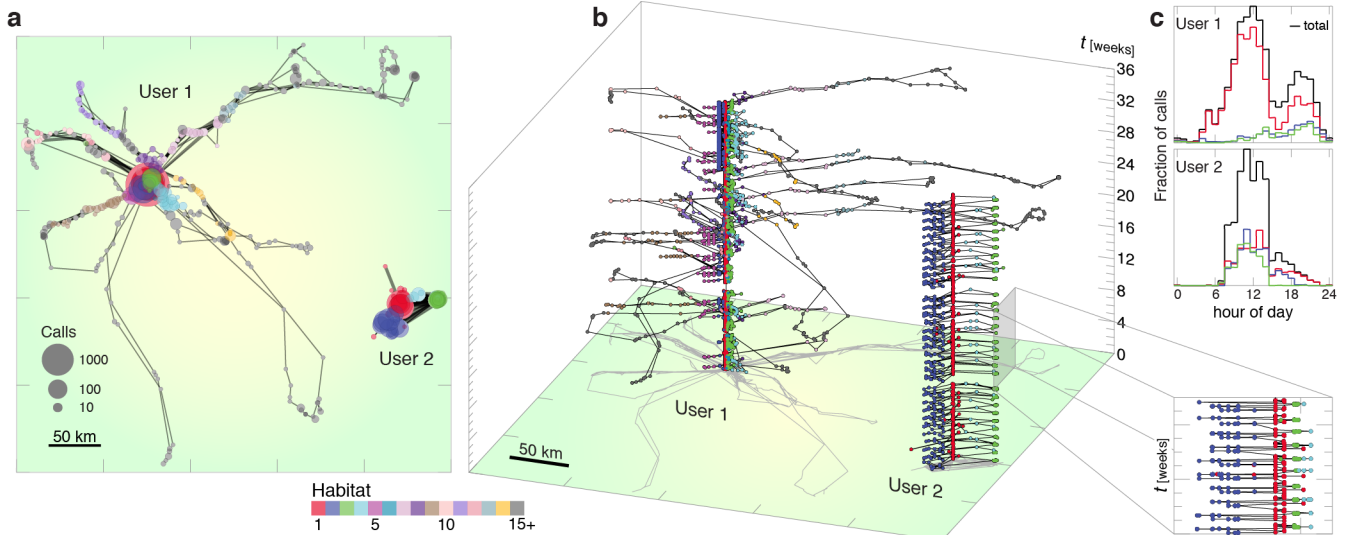 a
User 1
User 2
Calls
1000
100
10
50 km
Habitat
1
5
10
15+
b
t [weeks]
36
32
28
24
20
16
12
8
4
0
User 1
User 2
50 km
c
User 1
total
User 2
Fraction of calls
0 6 12 18 24
hour of day
t [weeks]